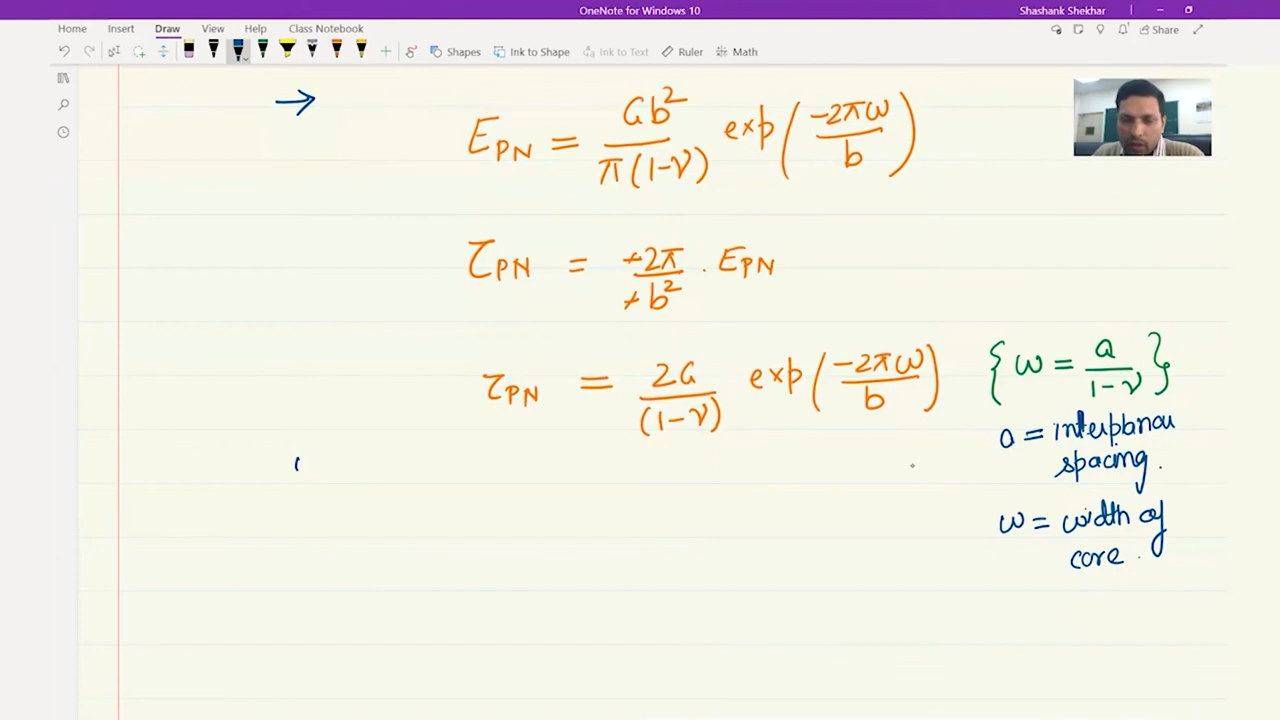 OneNote for Windows 10
Shashank Shekhar
Home Insert Draw View Help Class Notebook
Share
Shapes Ink to Shape Ink to Text Ruler Math
→ E_PN = Gb²/π(1-ν) exp(-2πω/b)
τ_PN = +2π/+b² . E_PN
τ_PN = 2G/(1-ν) exp(-2πω/b) {ω = a/1-ν}
a = interplanar
spacing.
ω = width of
core.